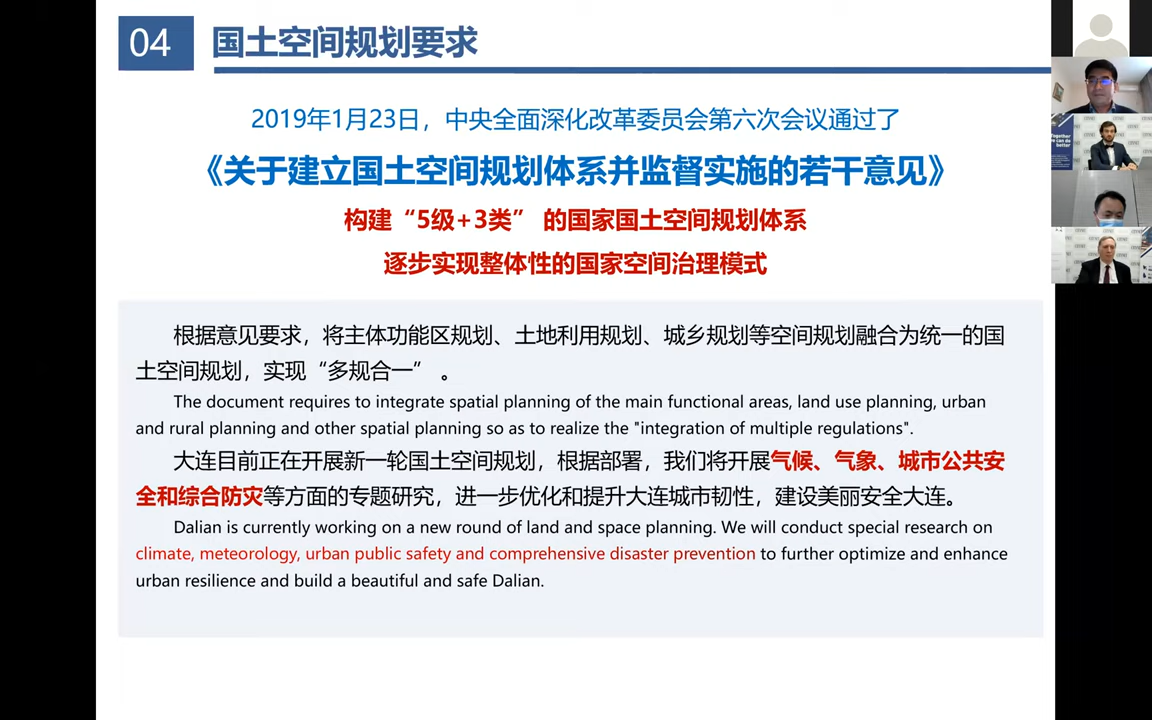 04
国土空间规划要求
2019年1月23日，中央全面深化改革委员会第六次会议通过了
《关于建立国土空间规划体系并监督实施的若干意见》
构建“5级+3类” 的国家国土空间规划体系
逐步实现整体性的国家空间治理模式
根据意见要求，将主体功能区规划、土地利用规划、城乡规划等空间规划融合为统一的国
土空间规划，实现“多规合一” 。
The document requires to integrate spatial planning of the main functional areas, land use planning, urban
and rural planning and other spatial planning so as to realize the "integration of multiple regulations".
大连目前正在开展新一轮国土空间规划，根据部署，我们将开展气候、气象、城市公共安
全和综合防灾等方面的专题研究，进一步优化和提升大连城市韧性，建设美丽安全大连。
Dalian is currently working on a new round of land and space planning. We will conduct special research on
climate, meteorology, urban public safety and comprehensive disaster prevention to further optimize and enhance
urban resilience and build a beautiful and safe Dalian.
Together
we can do
better